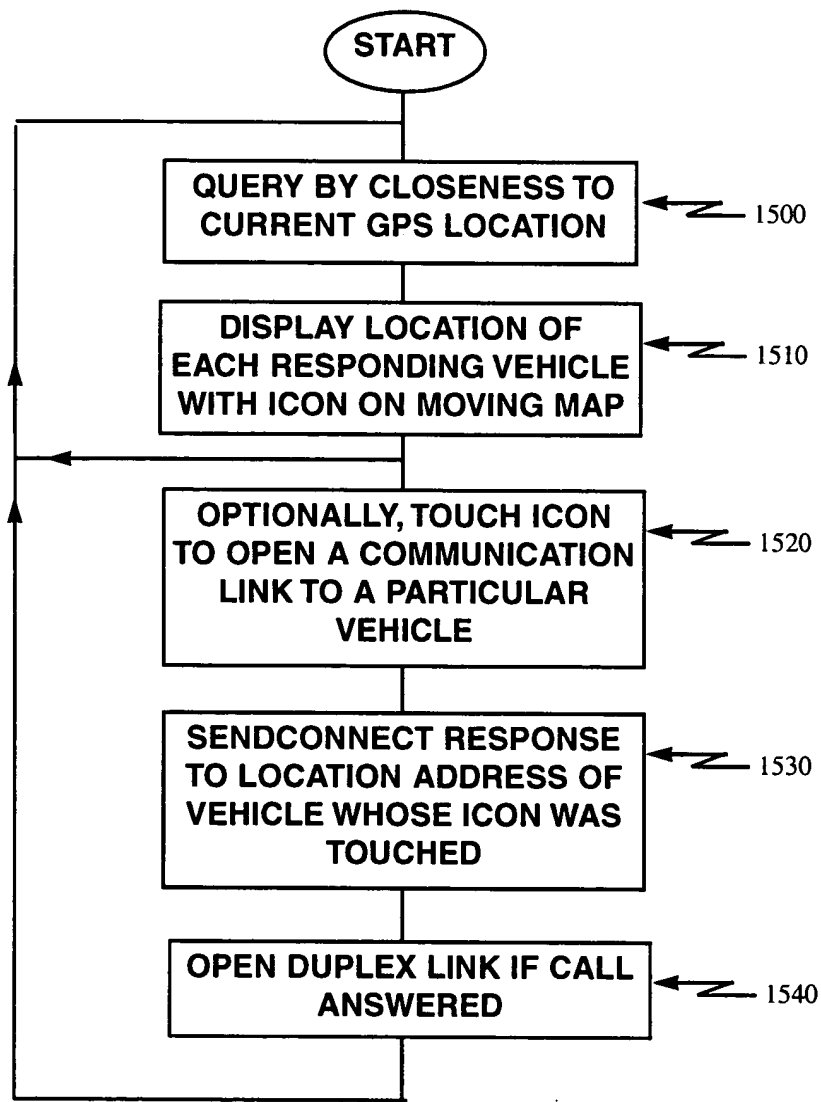 START
QUERY BY CLOSENESS TO
CURRENT GPS LOCATION
1500
DISPLAY LOCATION OF
EACH RESPONDING VEHICLE
WITH ICON ON MOVING MAP
1510
OPTIONALLY, TOUCH ICON
TO OPEN A COMMUNICATION
LINK TO A PARTICULAR
VEHICLE
1520
SENDCONNECT RESPONSE
TO LOCATION ADDRESS OF
VEHICLE WHOSE ICON WAS
TOUCHED
1530
OPEN DUPLEX LINK IF CALL
ANSWERED
1540